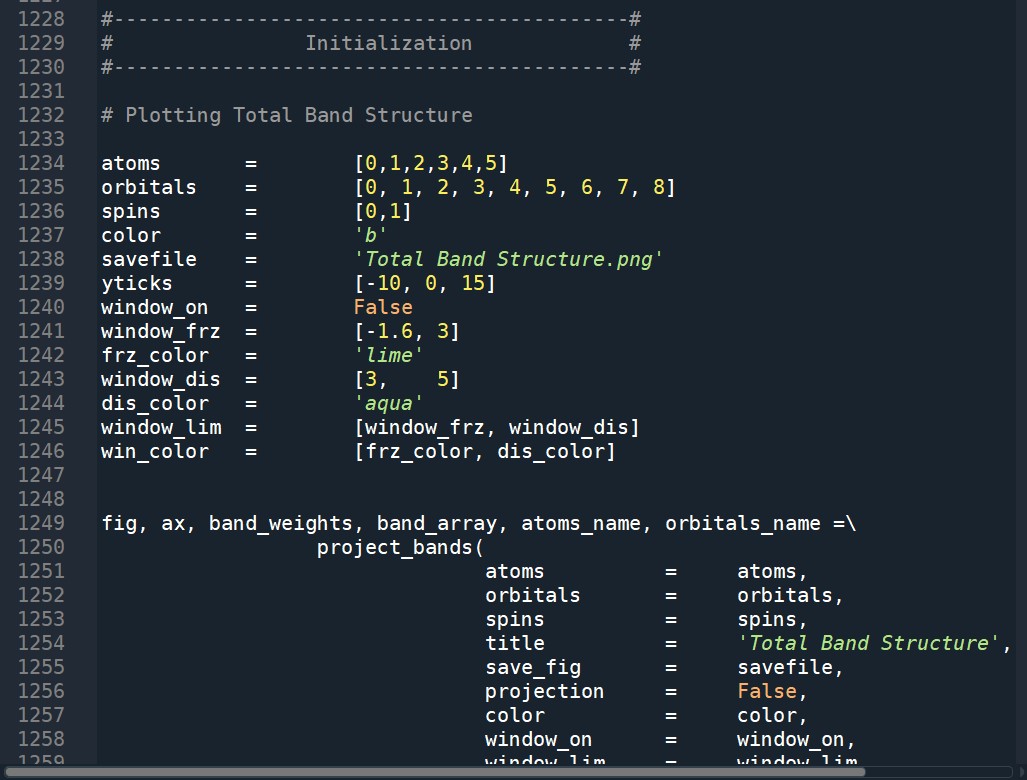 1228 #-------------------------------------------#
1229 #                Initialization             #
1230 #-------------------------------------------#
1231
1232 # Plotting Total Band Structure
1233
1234 atoms       =        [0,1,2,3,4,5]
1235 orbitals    =        [0, 1, 2, 3, 4, 5, 6, 7, 8]
1236 spins       =        [0,1]
1237 color       =        'b'
1238 savefile    =        'Total Band Structure.png'
1239 yticks      =        [-10, 0, 15]
1240 window_on   =        False
1241 window_frz  =        [-1.6, 3]
1242 frz_color   =        'lime'
1243 window_dis  =        [3,    5]
1244 dis_color   =        'aqua'
1245 window_lim  =        [window_frz, window_dis]
1246 win_color   =        [frz_color, dis_color]
1247
1248
1249 fig, ax, band_weights, band_array, atoms_name, orbitals_name =\
1250                   project_bands(
1251                                 atoms          =     atoms,
1252                                 orbitals       =     orbitals,
1253                                 spins          =     spins,
1254                                 title          =     'Total Band Structure',
1255                                 save_fig       =     savefile,
1256                                 projection     =     False,
1257                                 color          =     color,
1258                                 window_on      =     window_on,
1259                                 window_lim     =     window_lim